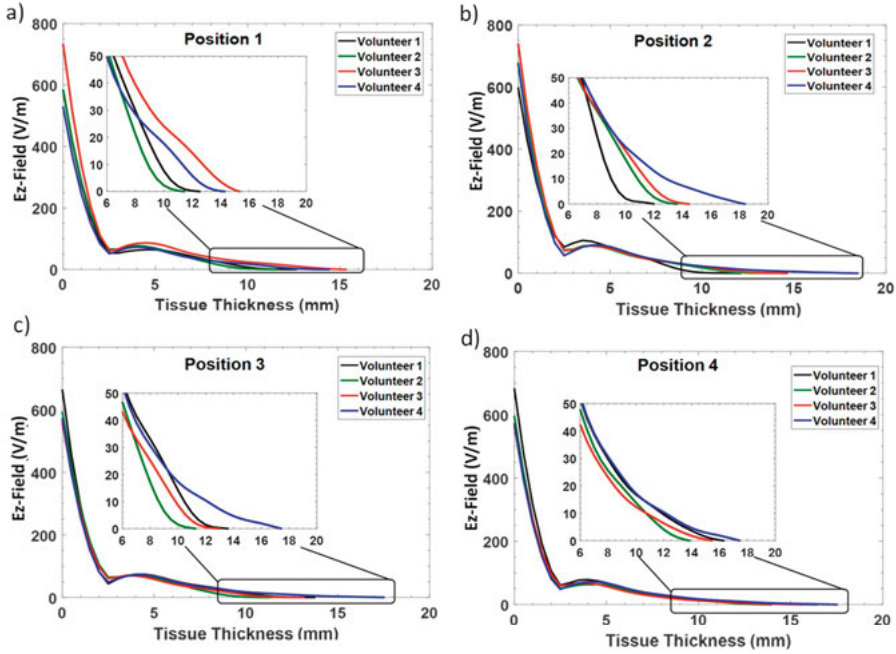 a)
Position 1
Volunteer 1
Volunteer 2
Volunteer 3
Volunteer 4
Ez-Field (V/m)
800
600
400
200
0
50
40
30
20
10
0
6 8 10 12 14 16 18 20
0 5 10 15 20
Tissue Thickness (mm)
b)
Position 2
Volunteer 1
Volunteer 2
Volunteer 3
Volunteer 4
Ez-Field (V/m)
800
600
400
200
0
50
40
30
20
10
0
6 8 10 12 14 16 18 20
0 5 10 15 20
Tissue Thickness (mm)
c)
Position 3
Volunteer 1
Volunteer 2
Volunteer 3
Volunteer 4
Ez-Field (V/m)
800
600
400
200
0
50
40
30
20
10
0
6 8 10 12 14 16 18 20
0 5 10 15 20
Tissue Thickness (mm)
d)
Position 4
Volunteer 1
Volunteer 2
Volunteer 3
Volunteer 4
Ez-Field (V/m)
800
600
400
200
0
50
40
30
20
10
0
6 8 10 12 14 16 18 20
0 5 10 15 20
Tissue Thickness (mm)